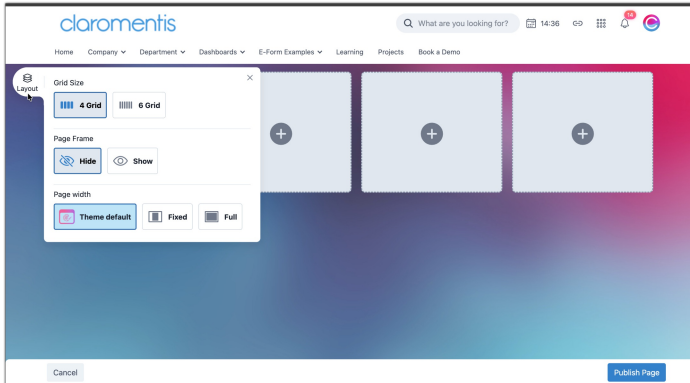 claromentis
What are you looking for?
14:36
14
Home Company Department Dashboards E-Form Examples Learning Projects Book a Demo
Layout
Grid Size
4 Grid 6 Grid
Page Frame
Hide Show
Page width
Theme default Fixed Full
Cancel
Publish Page